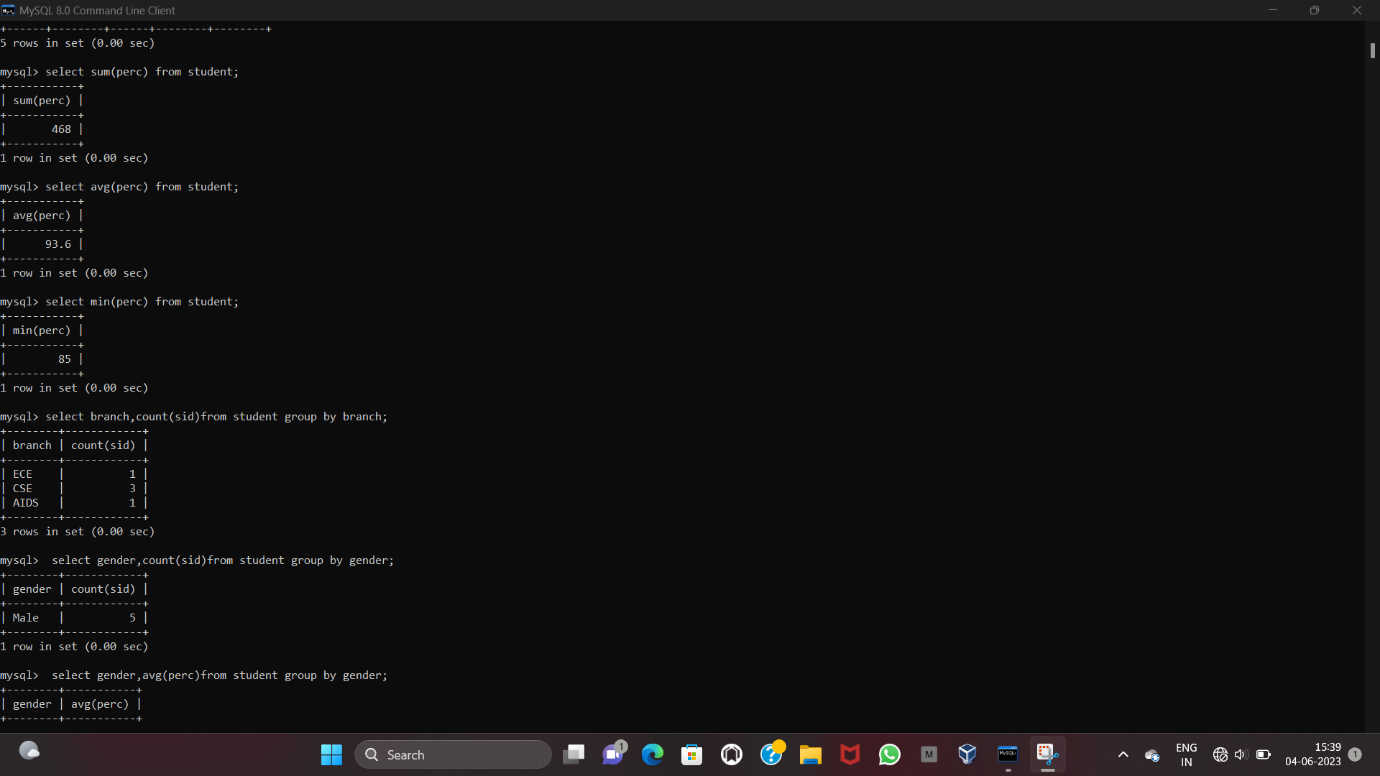 MySQL 8.0 Command Line Client
+------+--------+------+--------+--------+
5 rows in set (0.00 sec)
mysql> select sum(perc) from student;
+-----------+
| sum(perc) |
+-----------+
|       468 |
+-----------+
1 row in set (0.00 sec)
mysql> select avg(perc) from student;
+-----------+
| avg(perc) |
+-----------+
|      93.6 |
+-----------+
1 row in set (0.00 sec)
mysql> select min(perc) from student;
+-----------+
| min(perc) |
+-----------+
|        85 |
+-----------+
1 row in set (0.00 sec)
mysql> select branch,count(sid)from student group by branch;
+--------+------------+
| branch | count(sid) |
+--------+------------+
| ECE    |          1 |
| CSE    |          3 |
| AIDS   |          1 |
+--------+------------+
3 rows in set (0.00 sec)
mysql>  select gender,count(sid)from student group by gender;
+--------+------------+
| gender | count(sid) |
+--------+------------+
| Male   |          5 |
+--------+------------+
1 row in set (0.00 sec)
mysql>  select gender,avg(perc)from student group by gender;
+--------+-----------+
| gender | avg(perc) |
+--------+-----------+
Search
1
M
MySQL
ENG
IN
15:39
04-06-2023
1